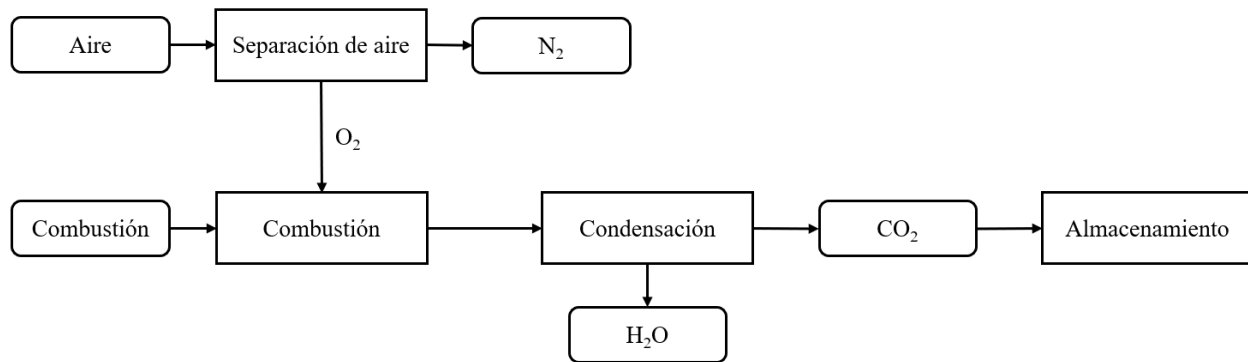 Aire
Separación de aire
N₂
O₂
Combustión
Combustión
Condensación
CO₂
Almacenamiento
H₂O